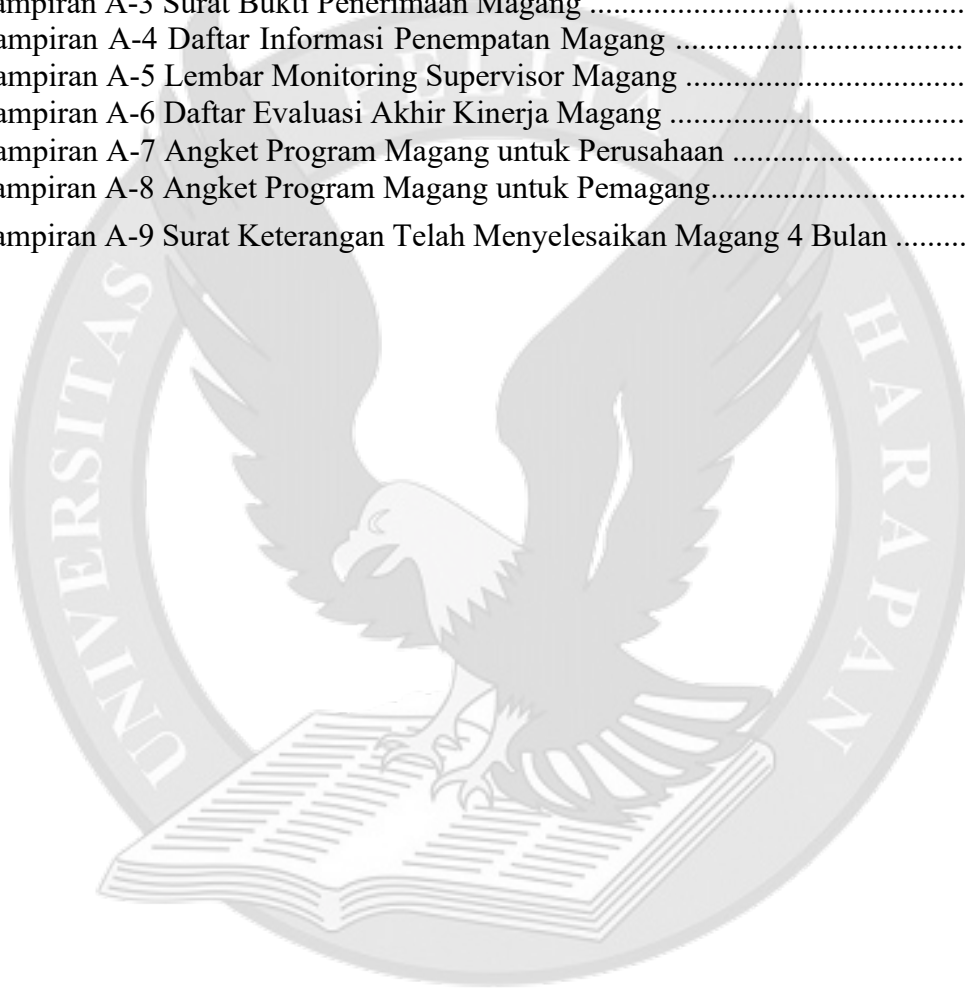 ampiran A-3 Surat Bukti Penerimaan Magang ................................................
ampiran A-4 Daftar Informasi Penempatan Magang ....................................
ampiran A-5 Lembar Monitoring Supervisor Magang ...................................
ampiran A-6 Daftar Evaluasi Akhir Kinerja Magang .....................................
ampiran A-7 Angket Program Magang untuk Perusahaan .............................
ampiran A-8 Angket Program Magang untuk Pemagang................................
ampiran A-9 Surat Keterangan Telah Menyelesaikan Magang 4 Bulan .........
UNIVERSITAS
PELITA
HARAPAN